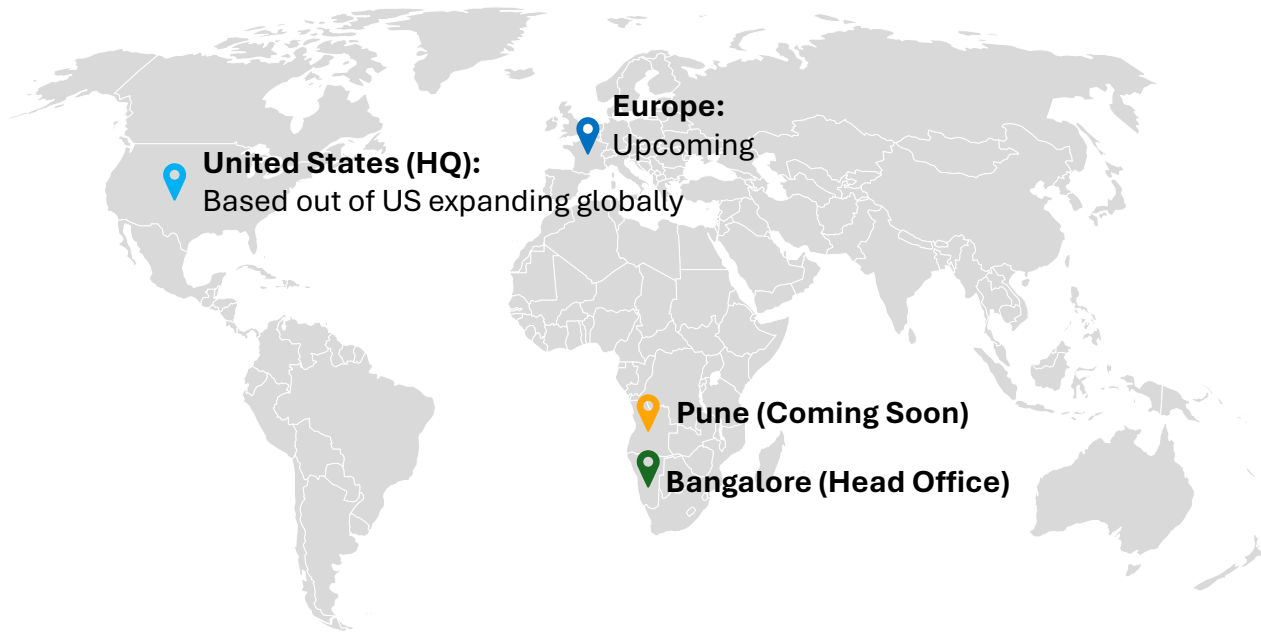 Europe:
Upcoming
United States (HQ):
Based out of US expanding globally
Pune (Coming Soon)
Bangalore (Head Office)